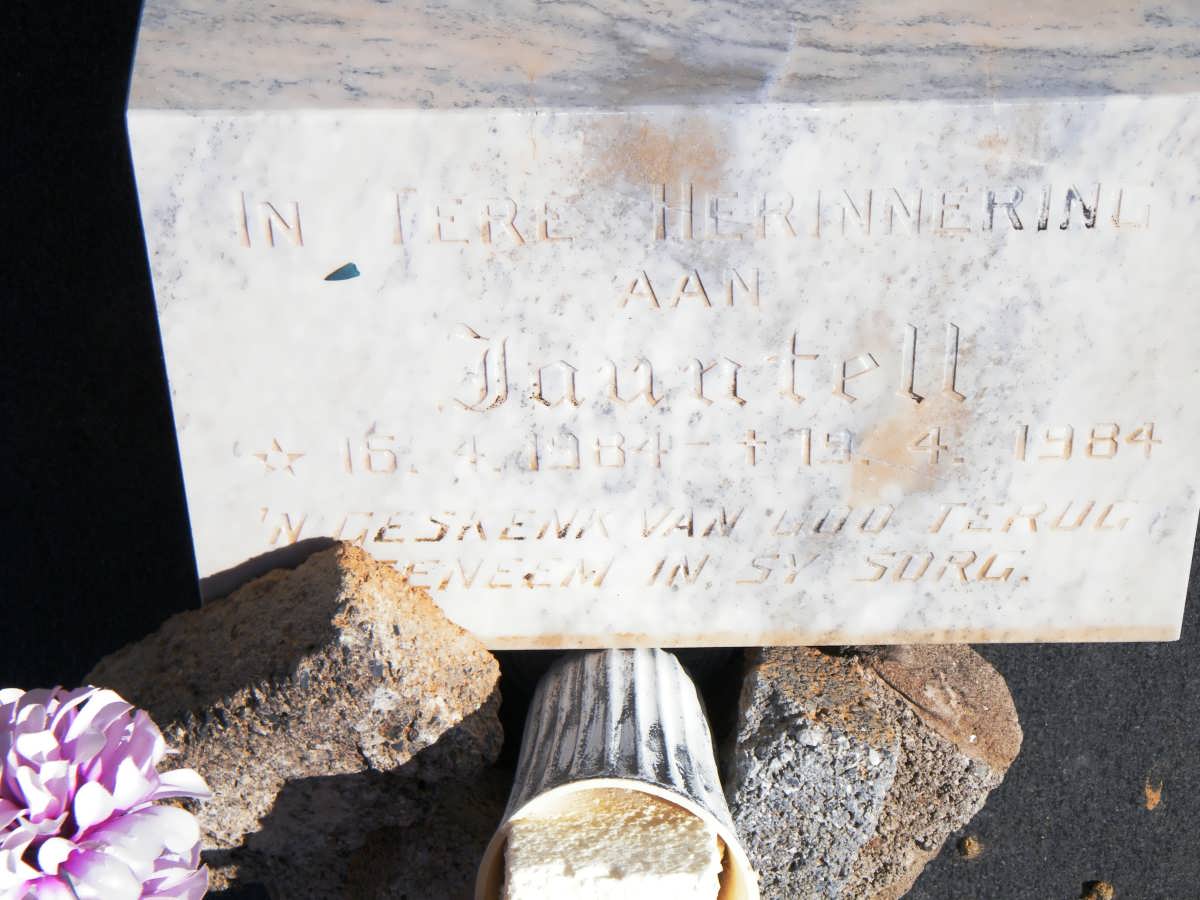 IN TERE HERINNERING
AAN
Jauntell
☆ 16. 4. 1984 - ✝ 19. 4. 1984
'N GESKENK VAN GOD TERUG
GENEEM IN SY SORG.